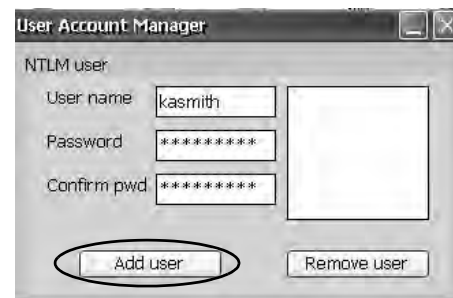 User Account Manager
NTLM user
User name kasmith
Password *********
Confirm pwd *********
Add user Remove user